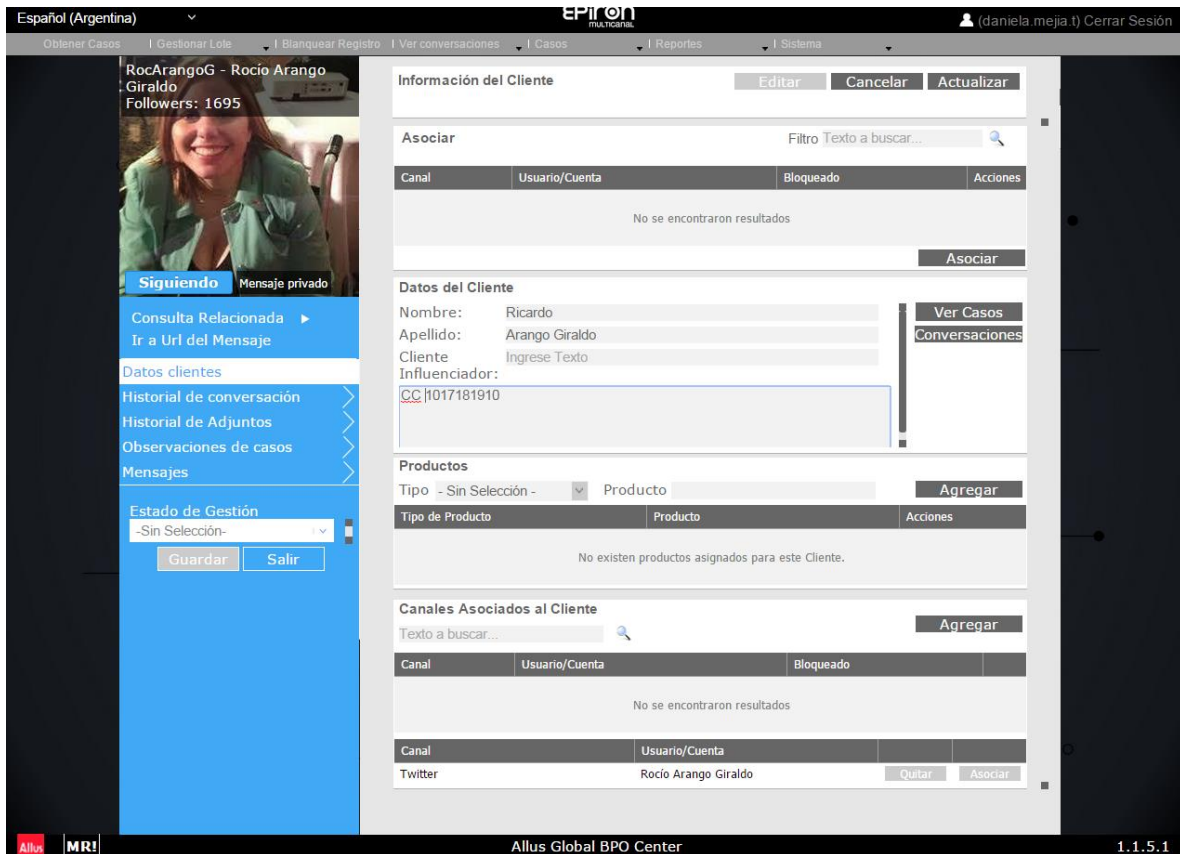 Español (Argentina)
EPIRON
MULTICANAL
(daniela.mejia.t) Cerrar Sesión
Obtener Casos | Gestionar Lote | Blanquear Registro | Ver conversaciones | Casos | Reportes | Sistema
RocArangoG - Rocío Arango
Giraldo
Followers: 1695
Siguiendo Mensaje privado
Consulta Relacionada
Ir a Url del Mensaje
Datos clientes
Historial de conversación
Historial de Adjuntos
Observaciones de casos
Mensajes
Estado de Gestión
-Sin Selección-
Guardar Salir
Información del Cliente Editar Cancelar Actualizar
Asociar Filtro Texto a buscar...
Canal Usuario/Cuenta Bloqueado Acciones
No se encontraron resultados
Asociar
Datos del Cliente
Nombre: Ricardo Ver Casos
Apellido: Arango Giraldo Conversaciones
Cliente Ingrese Texto
Influenciador:
CC 1017181910
Productos
Tipo - Sin Selección - Producto Agregar
Tipo de Producto Producto Acciones
No existen productos asignados para este Cliente.
Canales Asociados al Cliente
Agregar
Texto a buscar...
Canal Usuario/Cuenta Bloqueado
No se encontraron resultados
Canal Usuario/Cuenta
Twitter Rocío Arango Giraldo Quitar Asociar
Allus MR! Allus Global BPO Center 1.1.5.1